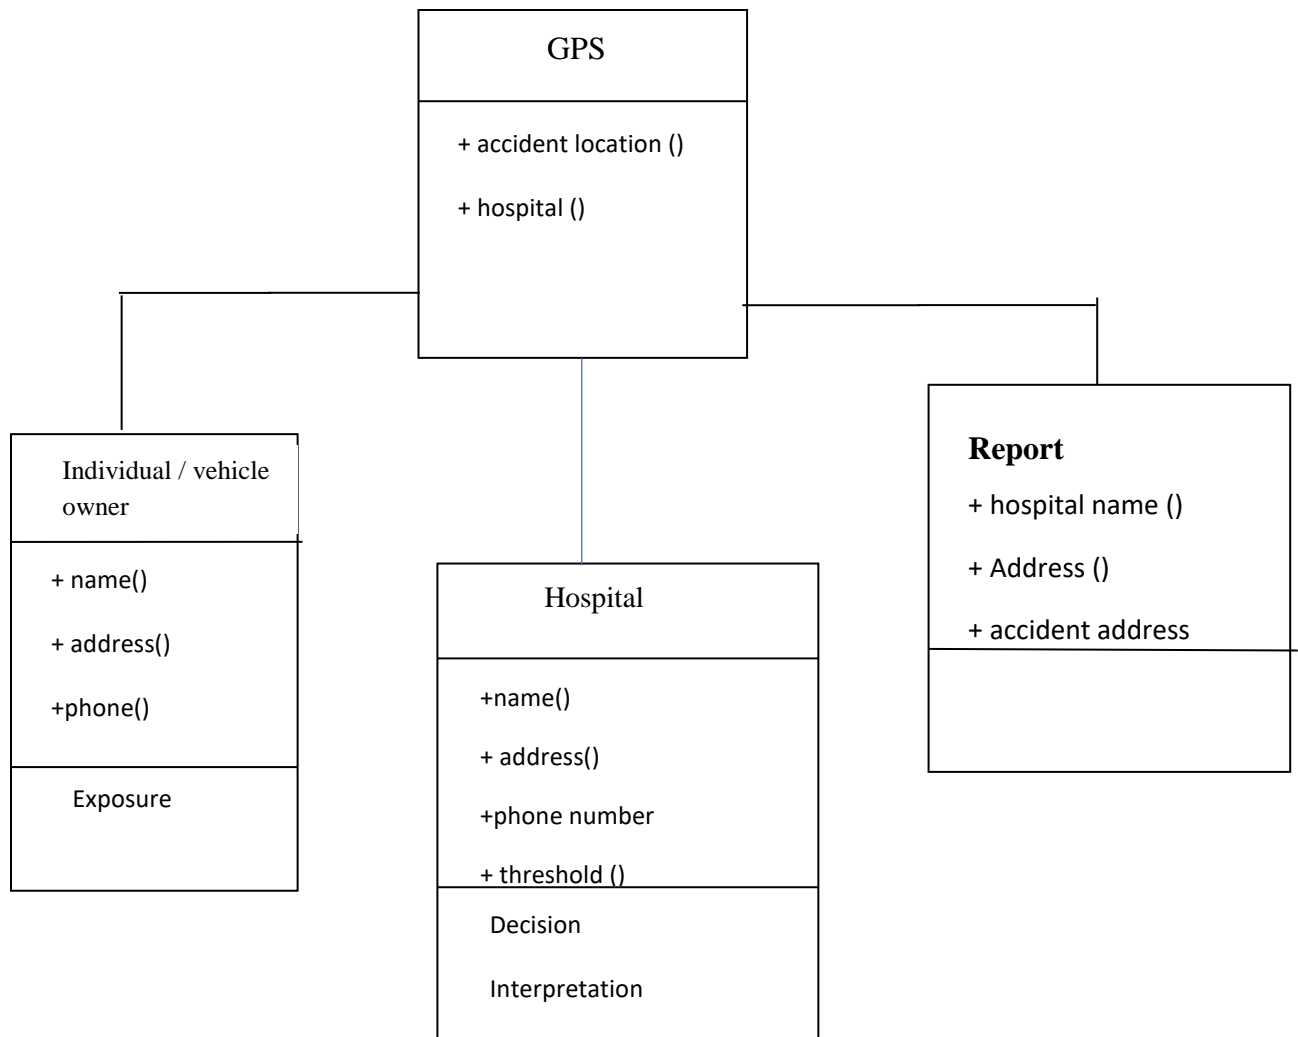 GPS
+ accident location ()
+ hospital ()
Individual / vehicle
owner
+ name()
+ address()
+phone()
Exposure
Hospital
+name()
+ address()
+phone number
+ threshold ()
Decision
Interpretation
Report
+ hospital name ()
+ Address ()
+ accident address